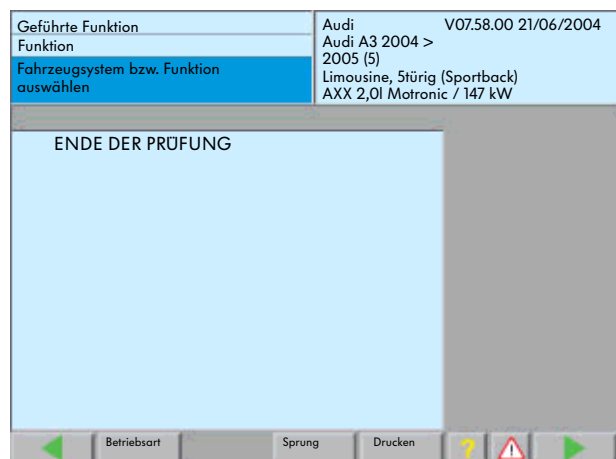 Geführte Funktion
Funktion
Fahrzeugsystem bzw. Funktion
auswählen
Audi V07.58.00 21/06/2004
Audi A3 2004 >
2005 (5)
Limousine, 5türig (Sportback)
AXX 2,0l Motronic / 147 kW
ENDE DER PRÜFUNG
Betriebsart Sprung Drucken ?